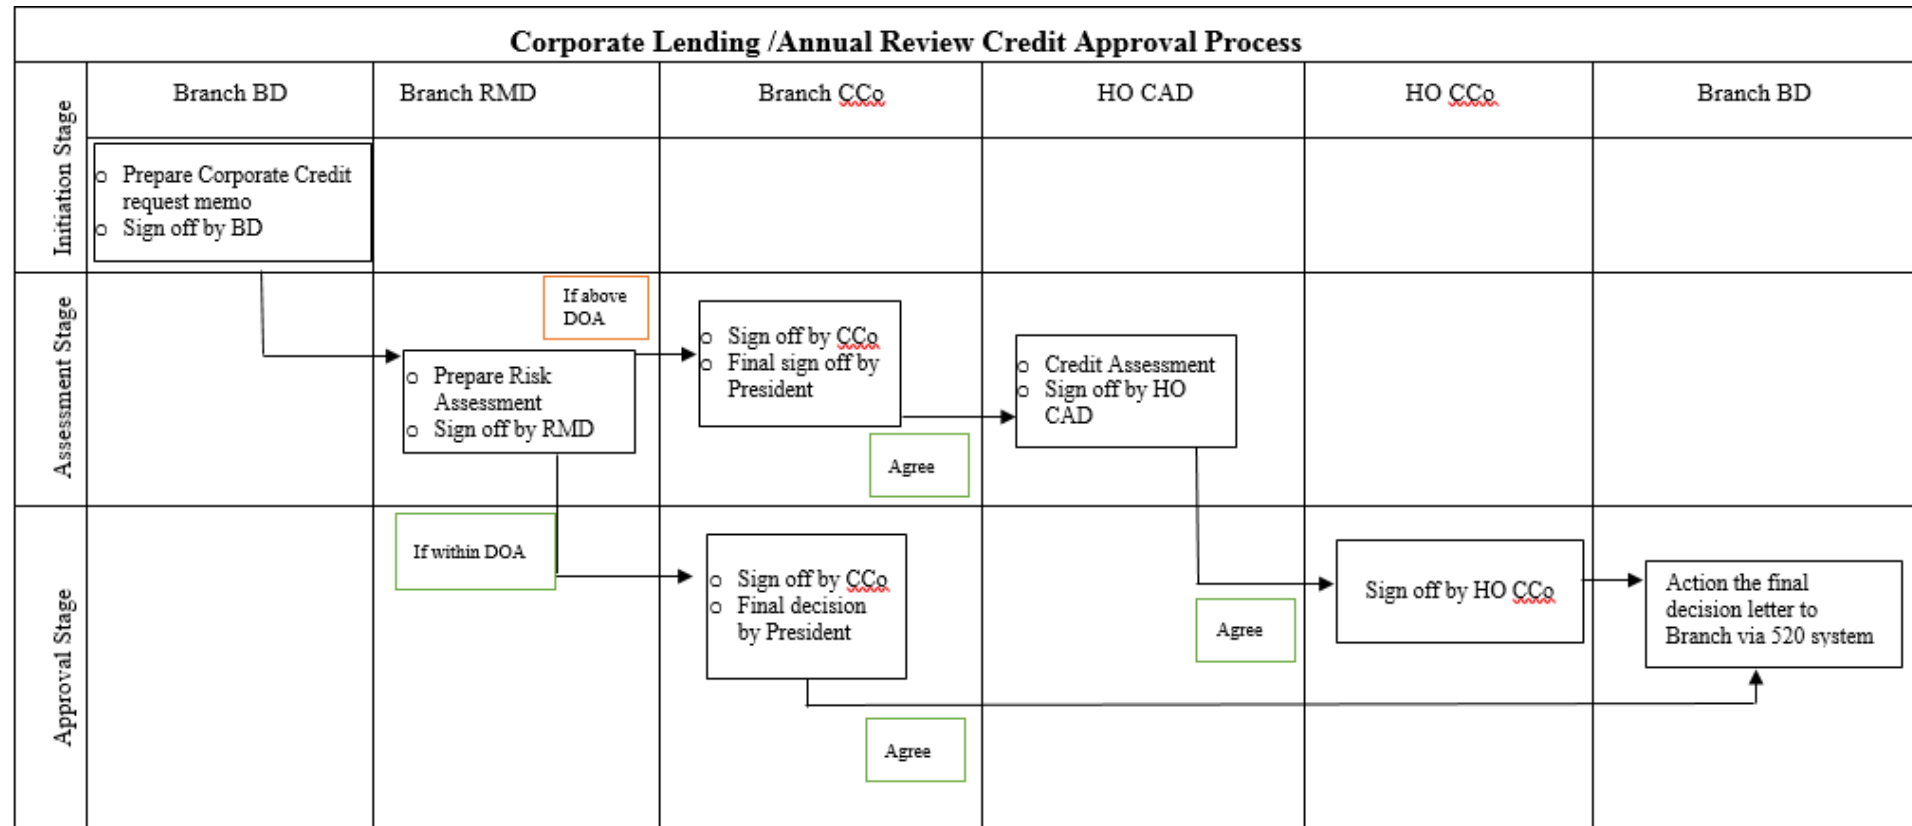 Corporate Lending /Annual Review Credit Approval Process
Branch BD
Branch RMD
Branch CCo
HO CAD
HO CCo
Branch BD
Initiation Stage
o Prepare Corporate Credit
request memo
o Sign off by BD
Assessment Stage
If above
DOA
o Prepare Risk
Assessment
o Sign off by RMD
o Sign off by CCo
o Final sign off by
President
Agree
o Credit Assessment
o Sign off by HO
CAD
Approval Stage
If within DOA
o Sign off by CCo
o Final decision
by President
Agree
Agree
Sign off by HO CCo
Action the final
decision letter to
Branch via 520 system